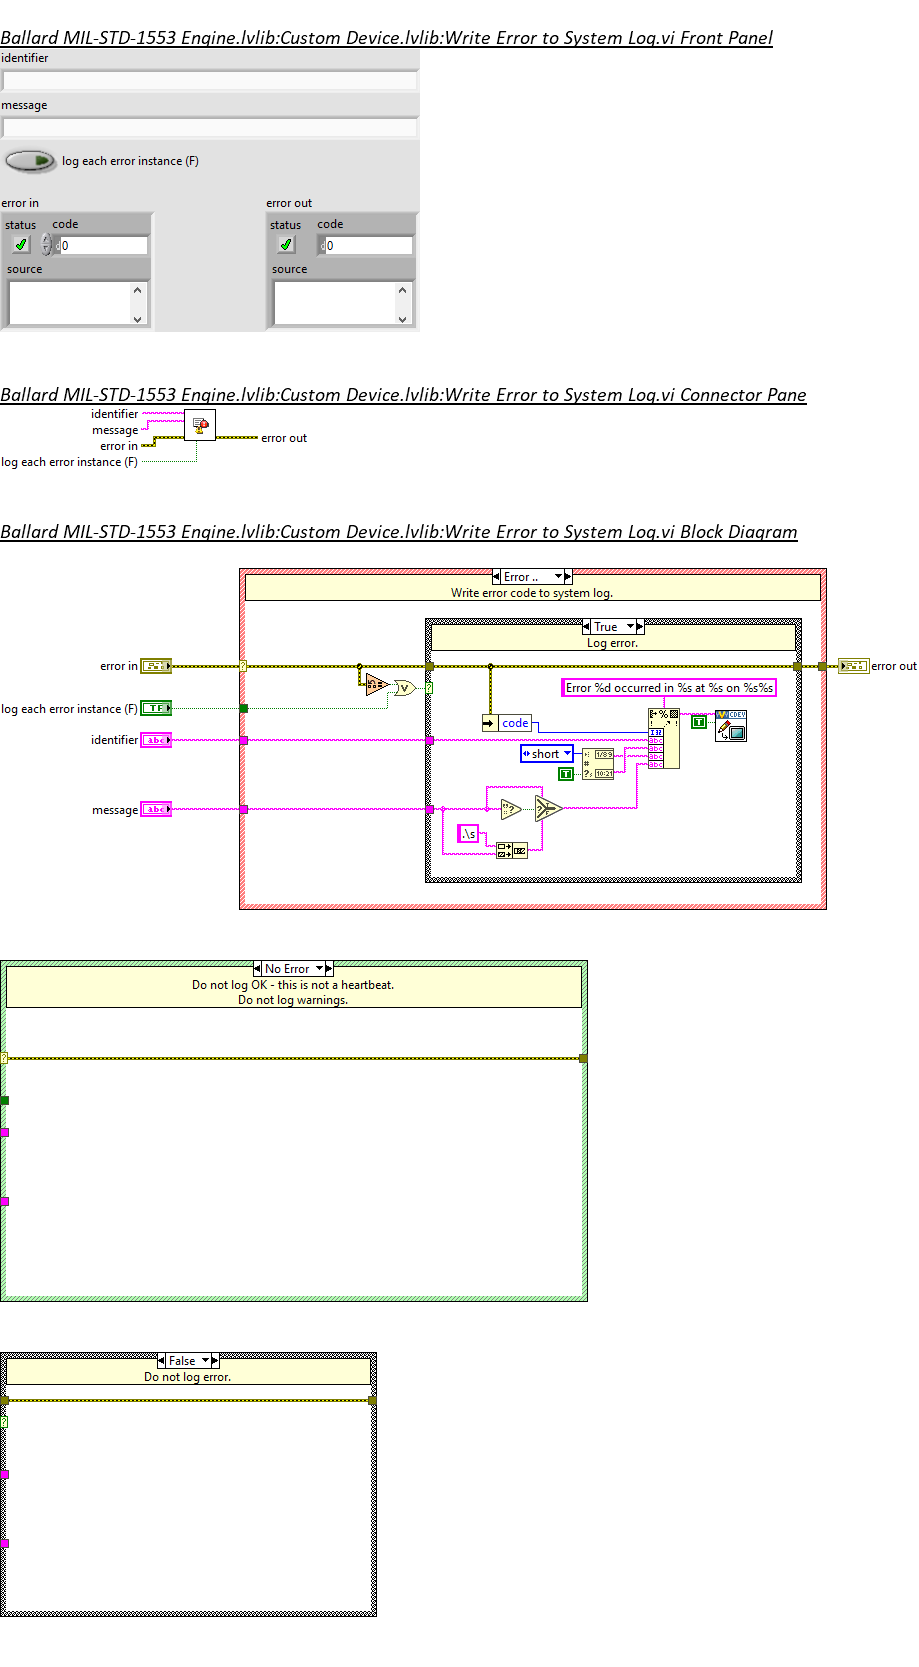 Ballard MIL-STD-1553 Engine.lvlib:Custom Device.lvlib:Write Error to System Log.vi Front Panel
identifier
message
log each error instance (F)
error in
error out
status code
status code
0
0
source
source
Ballard MIL-STD-1553 Engine.lvlib:Custom Device.lvlib:Write Error to System Log.vi Connector Pane
identifier
message
error in
error out
log each error instance (F)
Ballard MIL-STD-1553 Engine.lvlib:Custom Device.lvlib:Write Error to System Log.vi Block Diagram
Error ..
Write error code to system log.
True
Log error.
error in
error out
Error %d occurred in %s at %s on %s%s
log each error instance (F)
TF
code
T
CDEV
identifier
abc
short
T
message
abc
.\s
No Error
Do not log OK - this is not a heartbeat.
Do not log warnings.
False
Do not log error.